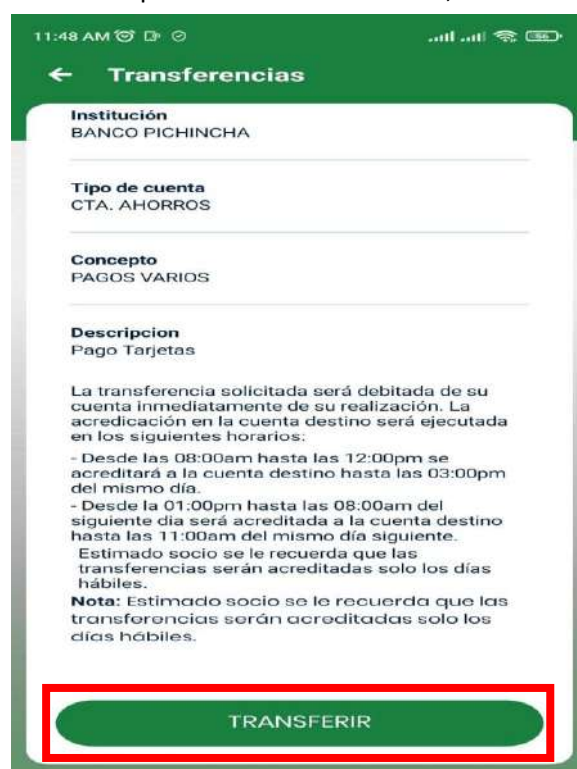 11:48 AM
56
Transferencias
Institución
BANCO PICHINCHA
Tipo de cuenta
CTA. AHORROS
Concepto
PAGOS VARIOS
Descripcion
Pago Tarjetas
La transferencia solicitada será debitada de su
cuenta inmediatamente de su realización. La
acredicación en la cuenta destino será ejecutada
en los siguientes horarios:
- Desde las 08:00am hasta las 12:00pm se
acreditará a la cuenta destino hasta las 03:00pm
del mismo día.
- Desde la 01:00pm hasta las 08:00am del
siguiente dia será acreditada a la cuenta destino
hasta las 11:00am del mismo día siguiente.
Estimado socio se le recuerda que las
transferencias serán acreditadas solo los días
hábiles.
Nota: Estimado socio se le recuerda que las
transferencias serán acreditadas solo los
días hábiles.
TRANSFERIR